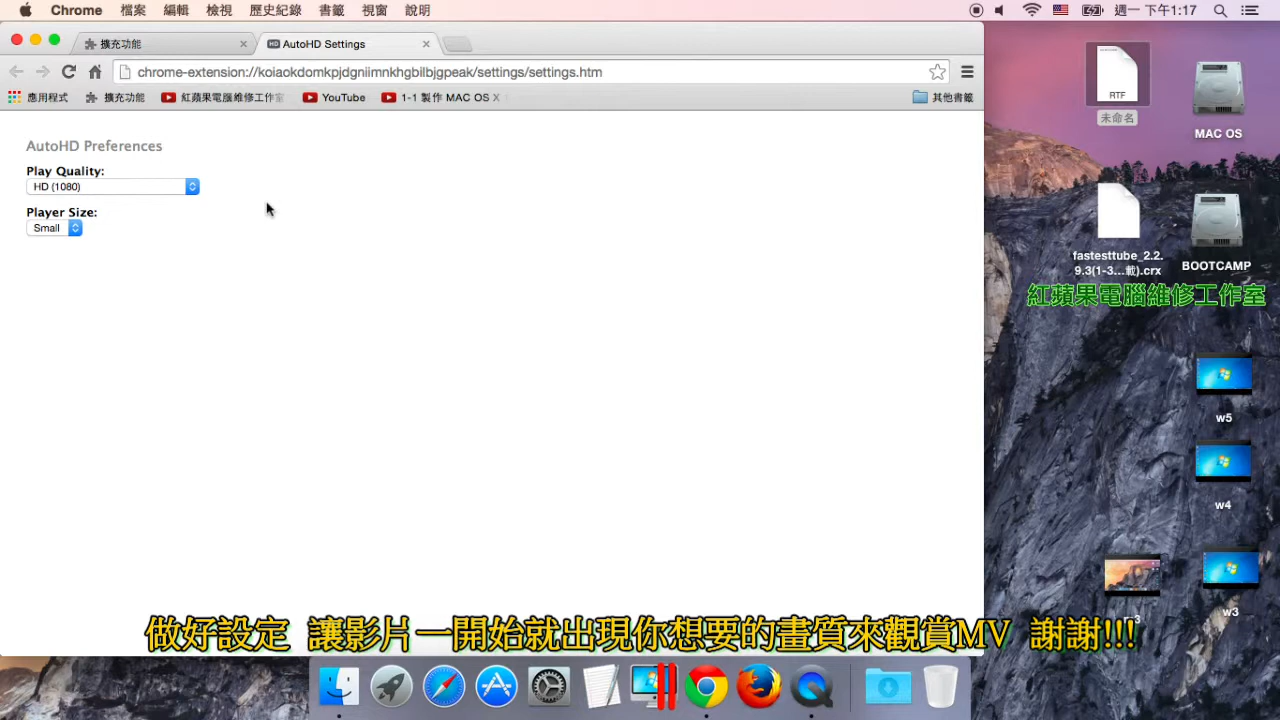 Chrome 檔案 編輯 檢視 歷史紀錄 書籤 視窗 說明 週一 下午1:17
擴充功能 AutoHD Settings
chrome-extension://koiaokdomkpjdgniimnkhgbilbjgpeak/settings/settings.htm
應用程式 擴充功能 紅蘋果電腦維修工作室 YouTube 1-1 製作 MAC OS X 其他書籤
AutoHD Preferences
Play Quality:
HD (1080)
Player Size:
Small
RTF
未命名
MAC OS
fastesttube_2.2.
9.3(1-3...載).crx
BOOTCAMP
紅蘋果電腦維修工作室
w5
w4
w3
3
做好設定 讓影片一開始就出現你想要的畫質來觀賞MV 謝謝!!!